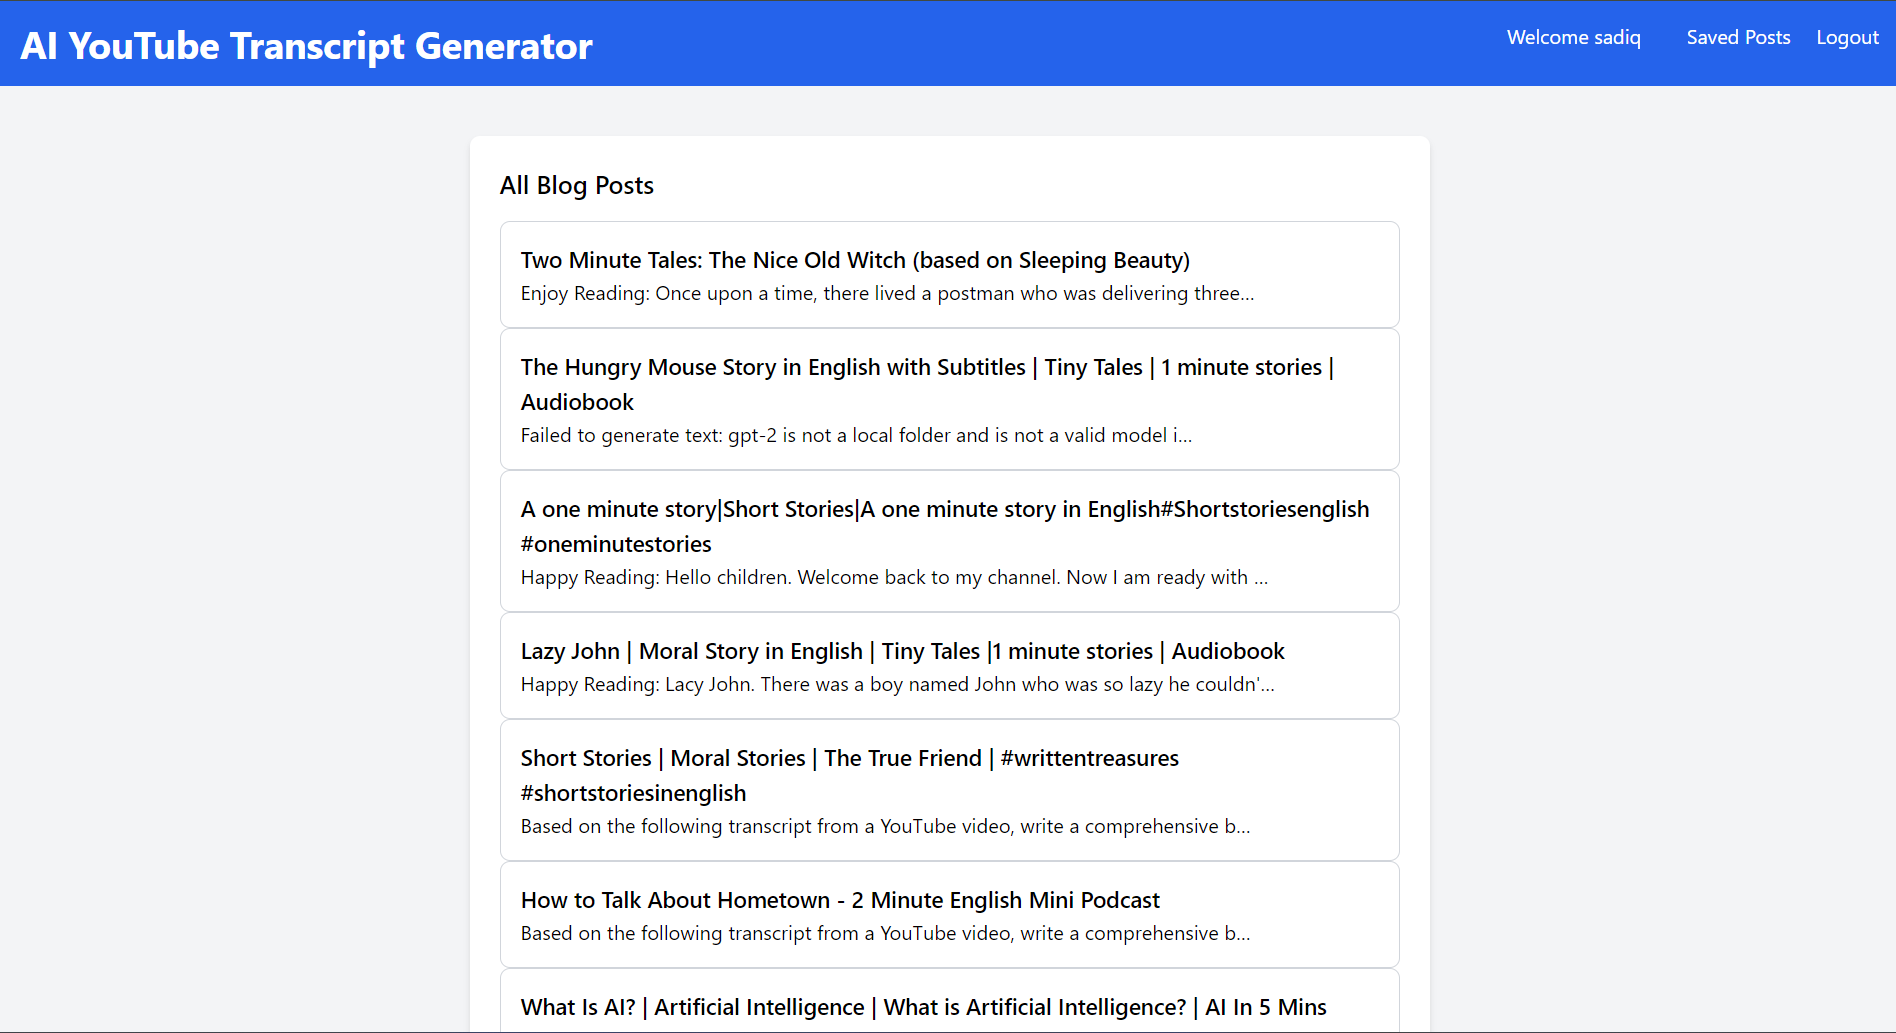 AI YouTube Transcript Generator
Welcome sadiq Saved Posts Logout
All Blog Posts
Two Minute Tales: The Nice Old Witch (based on Sleeping Beauty)
Enjoy Reading: Once upon a time, there lived a postman who was delivering three...
The Hungry Mouse Story in English with Subtitles | Tiny Tales | 1 minute stories |
Audiobook
Failed to generate text: gpt-2 is not a local folder and is not a valid model i...
A one minute story|Short Stories|A one minute story in English#Shortstoriesenglish
#oneminutestories
Happy Reading: Hello children. Welcome back to my channel. Now I am ready with ...
Lazy John | Moral Story in English | Tiny Tales |1 minute stories | Audiobook
Happy Reading: Lacy John. There was a boy named John who was so lazy he couldn'...
Short Stories | Moral Stories | The True Friend | #writtentreasures
#shortstoriesinenglish
Based on the following transcript from a YouTube video, write a comprehensive b...
How to Talk About Hometown - 2 Minute English Mini Podcast
Based on the following transcript from a YouTube video, write a comprehensive b...
What Is AI? | Artificial Intelligence | What is Artificial Intelligence? | AI In 5 Mins